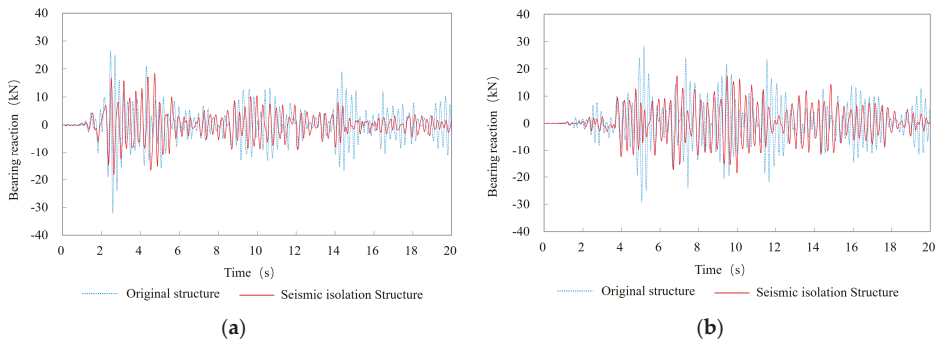 40
30
20
10
0
-10
-20
-30
-40
Bearing reaction (kN)
0 2 4 6 8 10 12 14 16 18 20
Time (s)
Original structure Seismic isolation Structure
(a)
40
30
20
10
0
-10
-20
-30
-40
Bearing reaction (kN)
0 2 4 6 8 10 12 14 16 18 20
Time (s)
Original structure Seismic isolation Structure
(b)